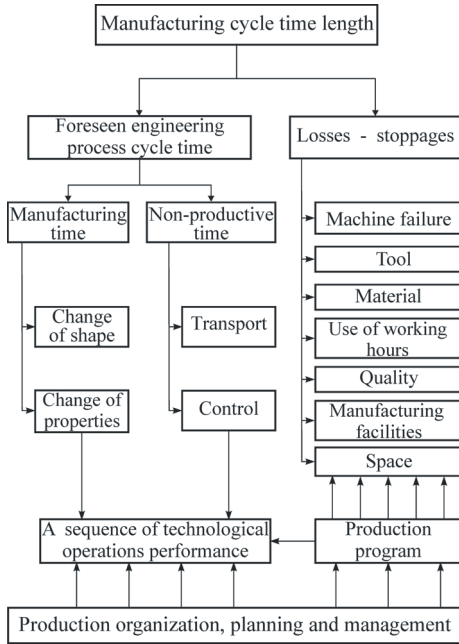 Manufacturing cycle time length
Foreseen engineering
process cycle time
Losses - stoppages
Manufacturing
time
Non-productive
time
Machine failure
Tool
Material
Use of working
hours
Quality
Manufacturing
facilities
Space
Change
of shape
Transport
Change of
properties
Control
A sequence of technological
operations performance
Production
program
Production organization, planning and management